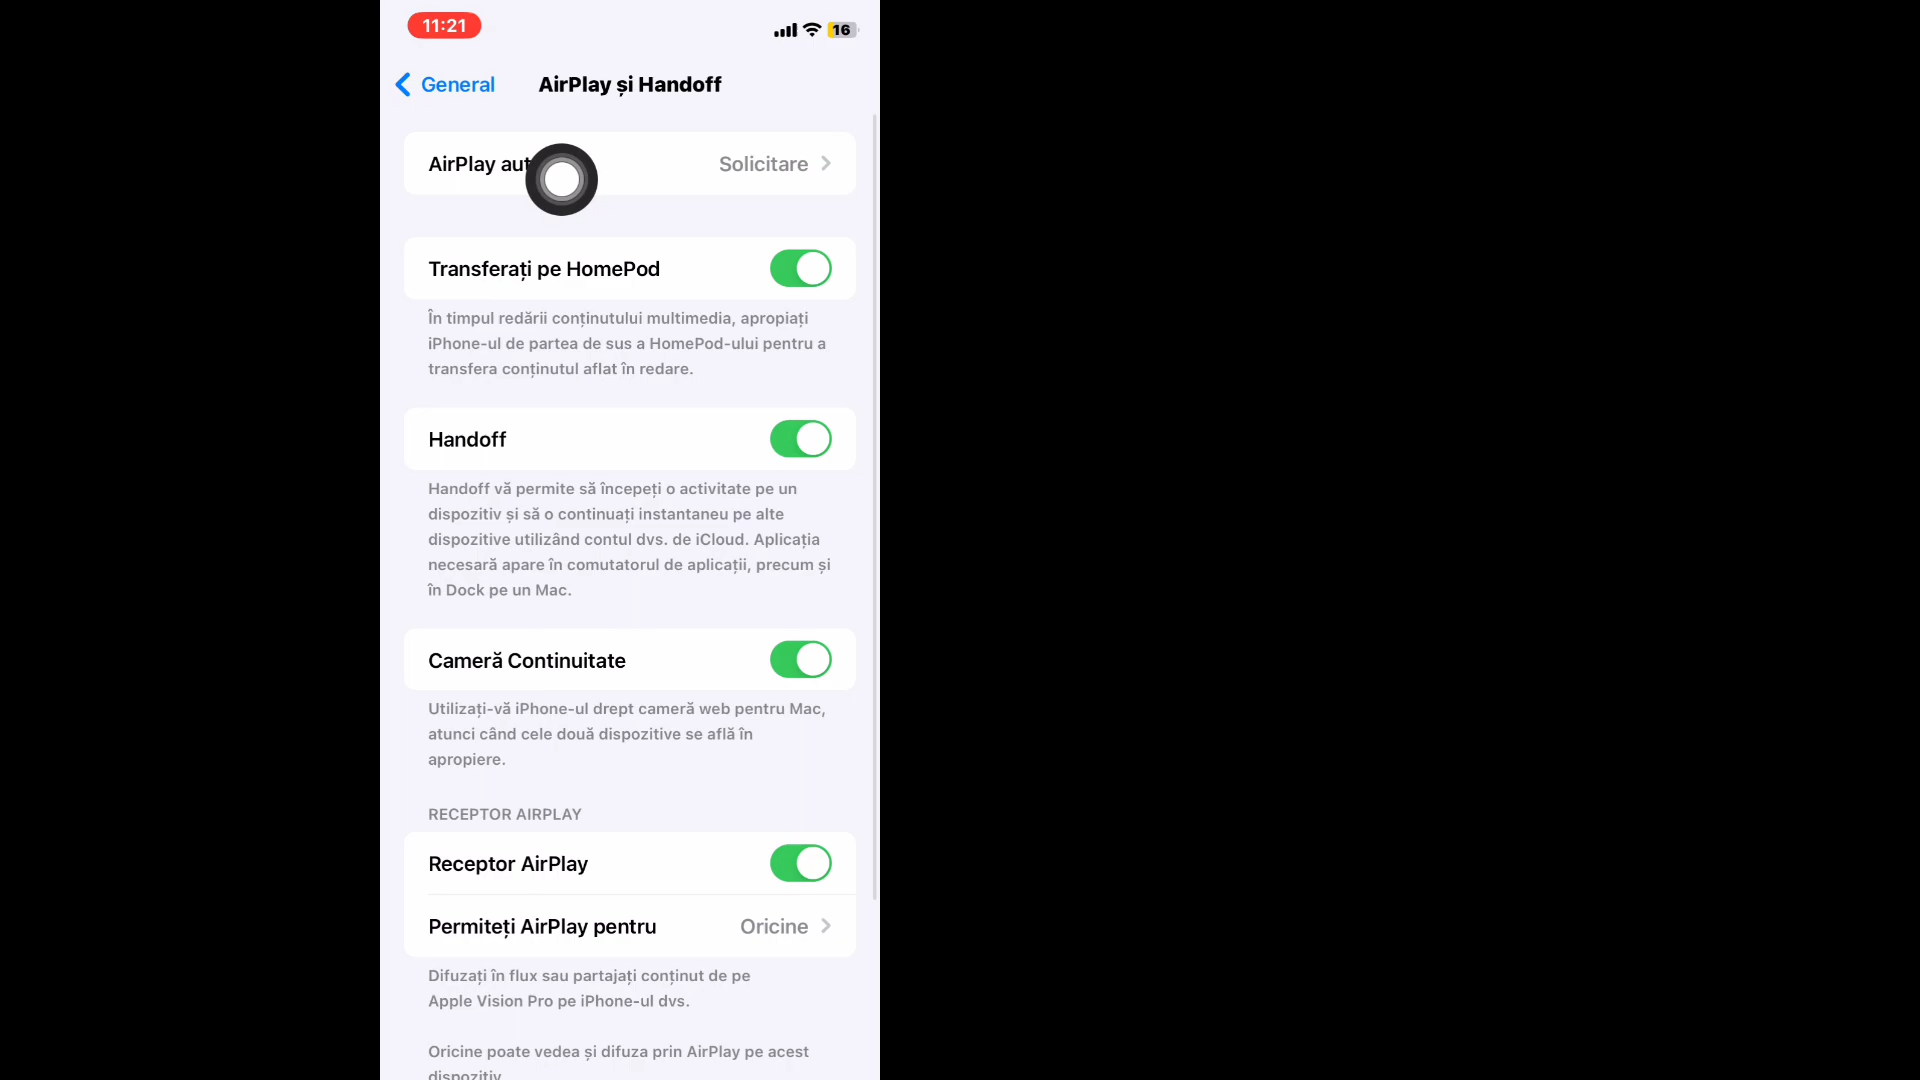 11:21
16
General
AirPlay și Handoff
AirPlay
Solicitare
Transferați pe HomePod
În timpul redării conținutului multimedia, apropiați
iPhone-ul de partea de sus a HomePod-ului pentru a
transfera conținutul aflat în redare.
Handoff
Handoff vă permite să începeți o activitate pe un
dispozitiv și să o continuați instantaneu pe alte
dispozitive utilizând contul dvs. de iCloud. Aplicația
necesară apare în comutatorul de aplicații, precum și
în Dock pe un Mac.
Cameră Continuitate
Utilizați-vă iPhone-ul drept cameră web pentru Mac,
atunci când cele două dispozitive se află în
apropiere.
RECEPTOR AIRPLAY
Receptor AirPlay
Permiteți AirPlay pentru
Oricine
Difuzați în flux sau partajați conținut de pe
Apple Vision Pro pe iPhone-ul dvs.
Oricine poate vedea și difuza prin AirPlay pe acest
dispozitiv